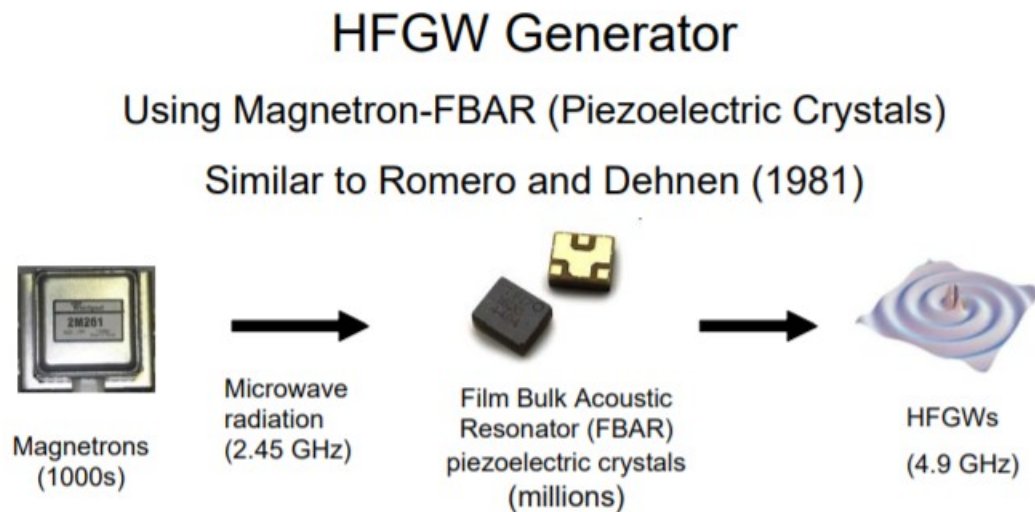 HFGW Generator
Using Magnetron-FBAR (Piezoelectric Crystals)
Similar to Romero and Dehnen (1981)
2M261
Microwave
radiation
(2.45 GHz)
Magnetrons
(1000s)
Film Bulk Acoustic
Resonator (FBAR)
piezoelectric crystals
(millions)
HFGWs
(4.9 GHz)